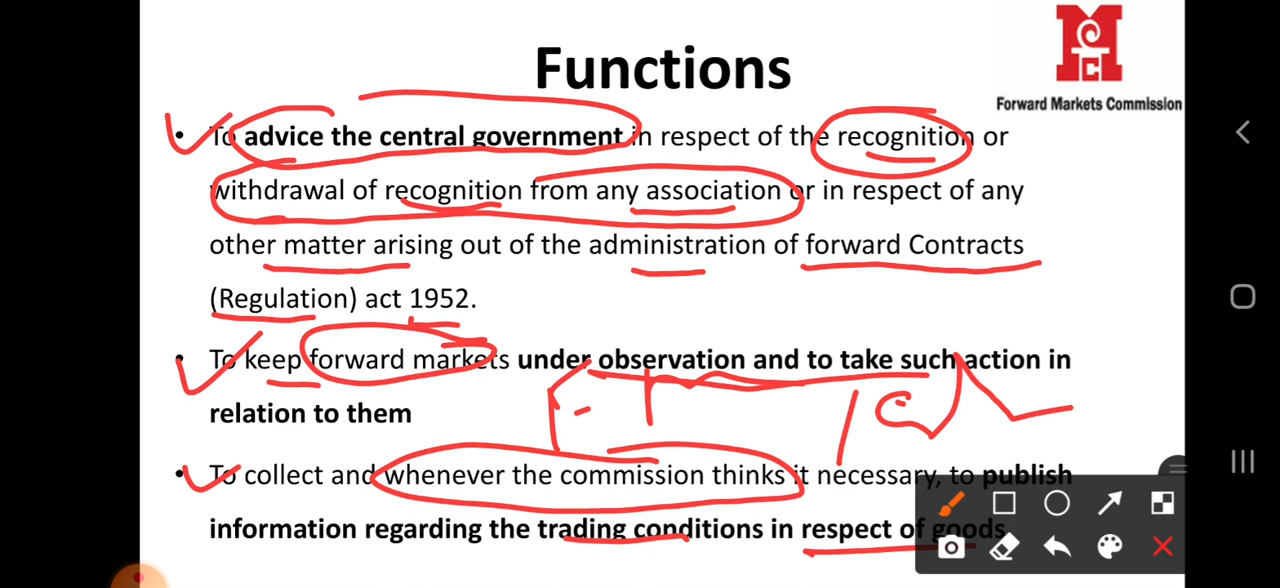 Functions
Forward Markets Commission
• To advice the central government in respect of the recognition or
withdrawal of recognition from any association or in respect of any
other matter arising out of the administration of forward Contracts
(Regulation) act 1952.
• To keep forward markets under observation and to take such action in
relation to them
• To collect and whenever the commission thinks it necessary, to publish
information regarding the trading conditions in respect of goods